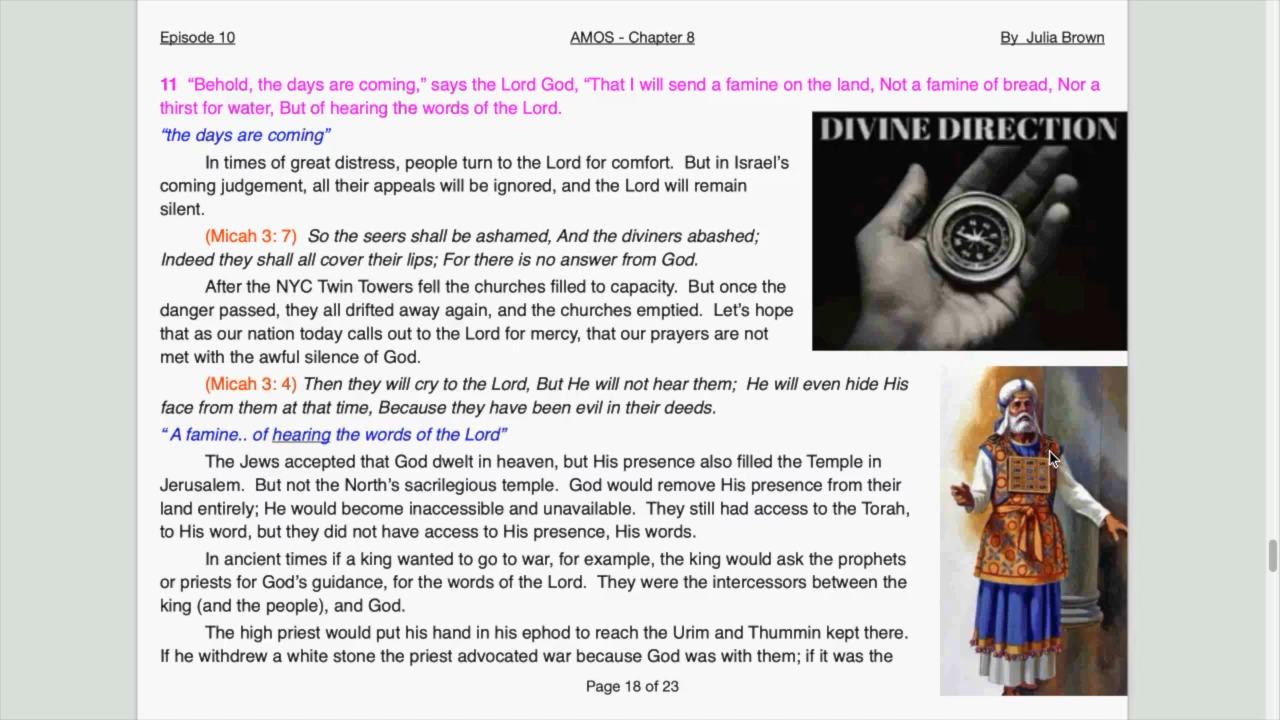 Episode 10 AMOS - Chapter 8 By Julia Brown
11 “Behold, the days are coming,” says the Lord God, “That I will send a famine on the land, Not a famine of bread, Nor a
thirst for water, But of hearing the words of the Lord.
“the days are coming”
In times of great distress, people turn to the Lord for comfort. But in Israel’s
coming judgement, all their appeals will be ignored, and the Lord will remain
silent.
(Micah 3: 7) So the seers shall be ashamed, And the diviners abashed;
Indeed they shall all cover their lips; For there is no answer from God.
After the NYC Twin Towers fell the churches filled to capacity. But once the
danger passed, they all drifted away again, and the churches emptied. Let’s hope
that as our nation today calls out to the Lord for mercy, that our prayers are not
met with the awful silence of God.
DIVINE DIRECTION
(Micah 3: 4) Then they will cry to the Lord, But He will not hear them; He will even hide His
face from them at that time, Because they have been evil in their deeds.
“ A famine.. of hearing the words of the Lord”
The Jews accepted that God dwelt in heaven, but His presence also filled the Temple in
Jerusalem. But not the North’s sacrilegious temple. God would remove His presence from their
land entirely; He would become inaccessible and unavailable. They still had access to the Torah,
to His word, but they did not have access to His presence, His words.
In ancient times if a king wanted to go to war, for example, the king would ask the prophets
or priests for God’s guidance, for the words of the Lord. They were the intercessors between the
king (and the people), and God.
The high priest would put his hand in his ephod to reach the Urim and Thummin kept there.
If he withdrew a white stone the priest advocated war because God was with them; if it was the
Page 18 of 23